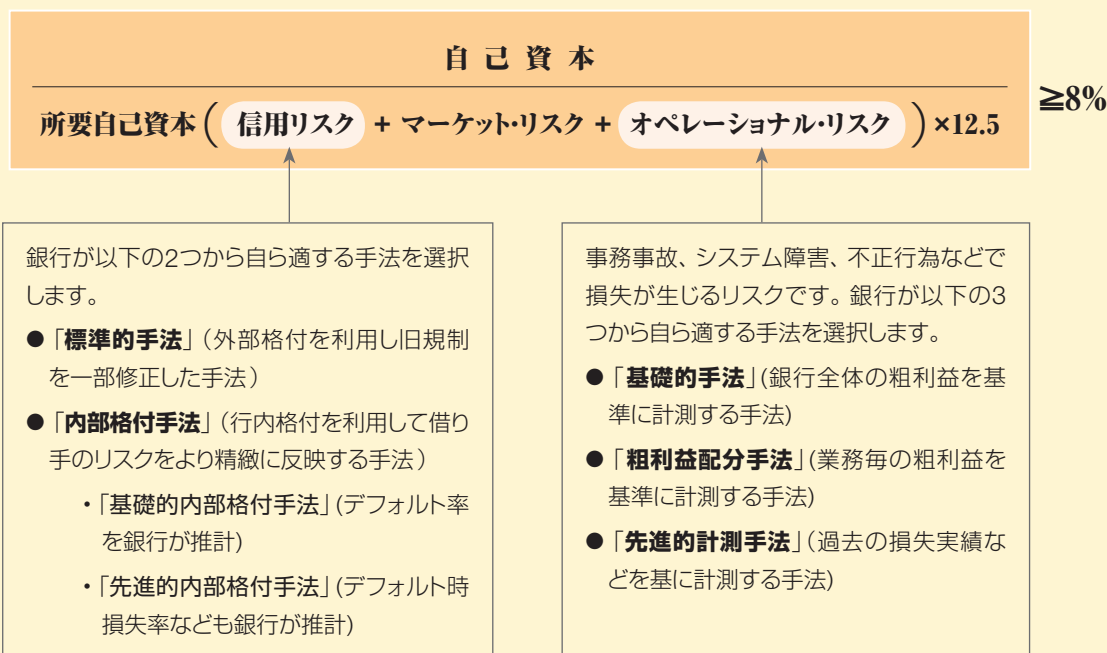 自己資本
所要自己資本( 信用リスク + マーケット・リスク + オペレーショナル・リスク )×12.5
≧8%
銀行が以下の2つから自ら適する手法を選択
します。
●「標準的手法」(外部格付を利用し旧規制
を一部修正した手法)
●「内部格付手法」(行内格付を利用して借り
手のリスクをより精緻に反映する手法)
・「基礎的内部格付手法」(デフォルト率
を銀行が推計)
・「先進的内部格付手法」(デフォルト時
損失率なども銀行が推計)
事務事故、システム障害、不正行為などで
損失が生じるリスクです。銀行が以下の3
つから自ら適する手法を選択します。
●「基礎的手法」(銀行全体の粗利益を基
準に計測する手法)
●「粗利益配分手法」(業務毎の粗利益を
基準に計測する手法)
●「先進的計測手法」(過去の損失実績な
どを基に計測する手法)